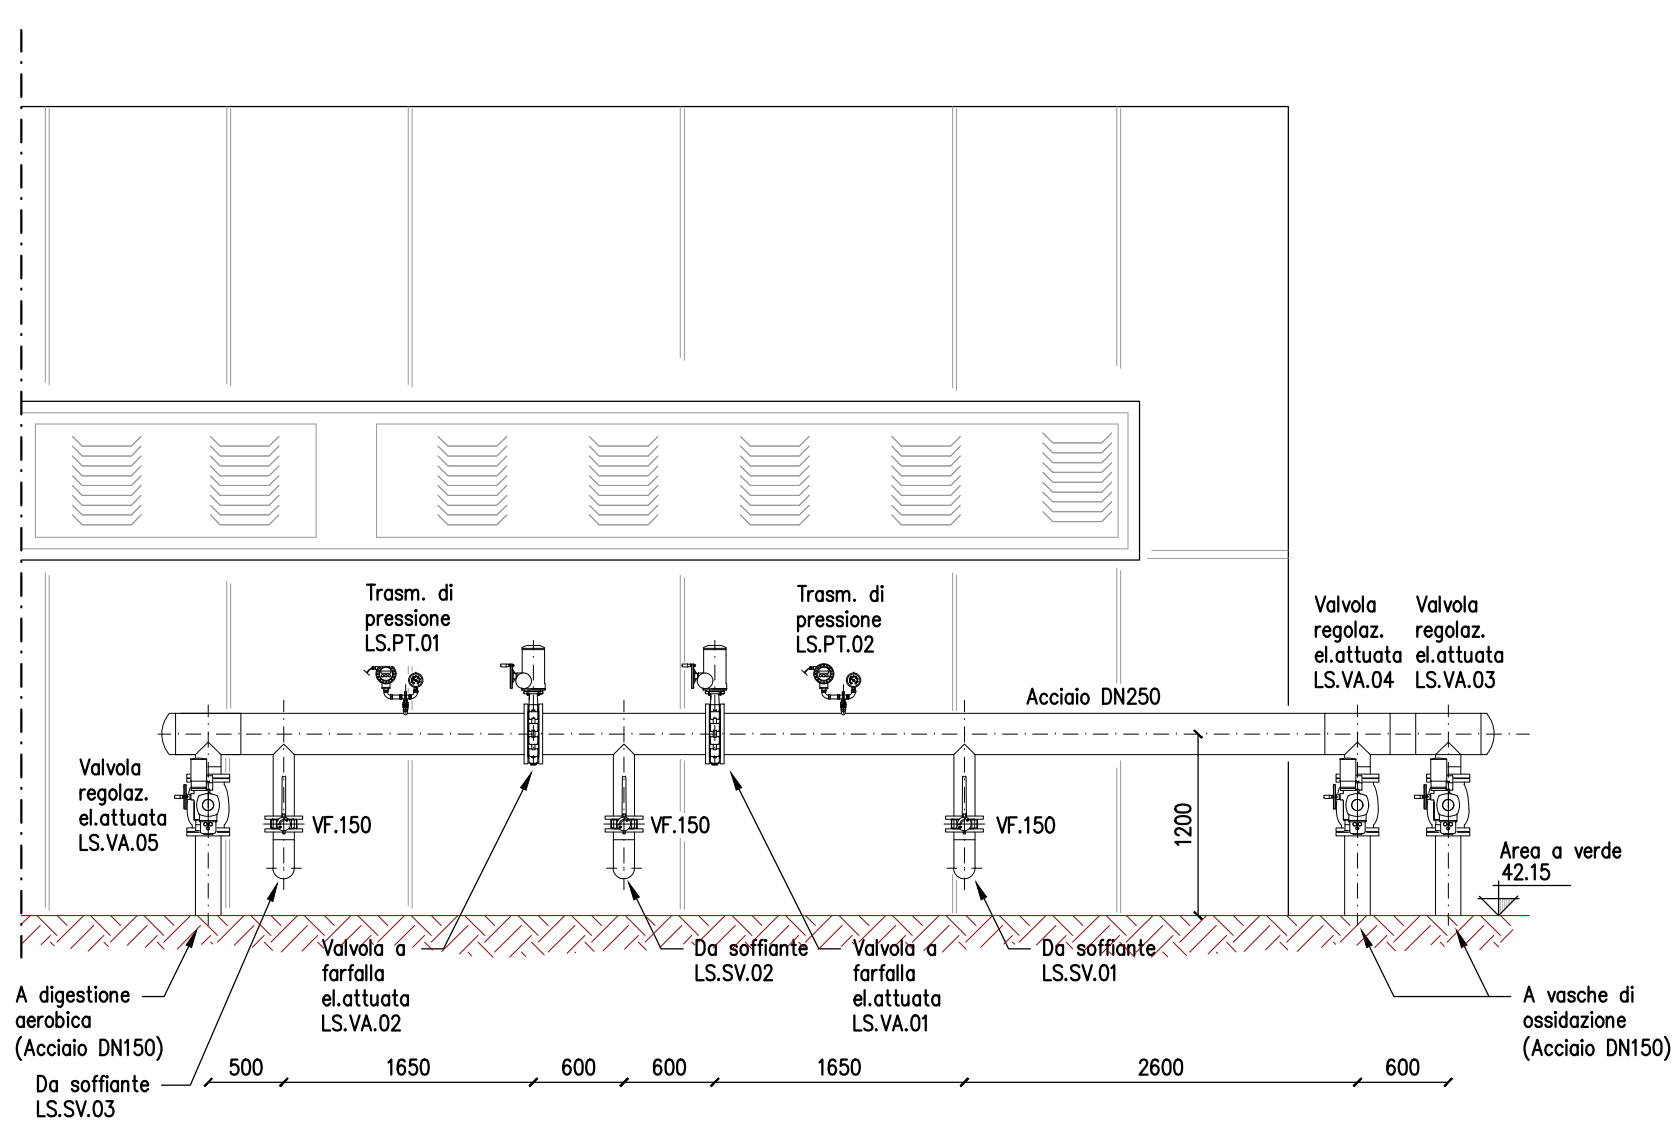 Trasm. di
pressione
LS.PT.01
Trasm. di
pressione
LS.PT.02
Valvola
regolaz.
el.attuata
LS.VA.04
Valvola
regolaz.
el.attuata
LS.VA.03
Acciaio DN250
Valvola
regolaz.
el.attuata
LS.VA.05
VF.150
VF.150
VF.150
1200
Area a verde
42.15
Valvola a
farfalla
el.attuata
LS.VA.02
Da soffiante
LS.SV.02
Valvola a
farfalla
el.attuata
LS.VA.01
Da soffiante
LS.SV.01
A digestione
aerobica
(Acciaio DN150)
A vasche di
ossidazione
(Acciaio DN150)
Da soffiante
LS.SV.03
500
1650
600
600
1650
2600
600